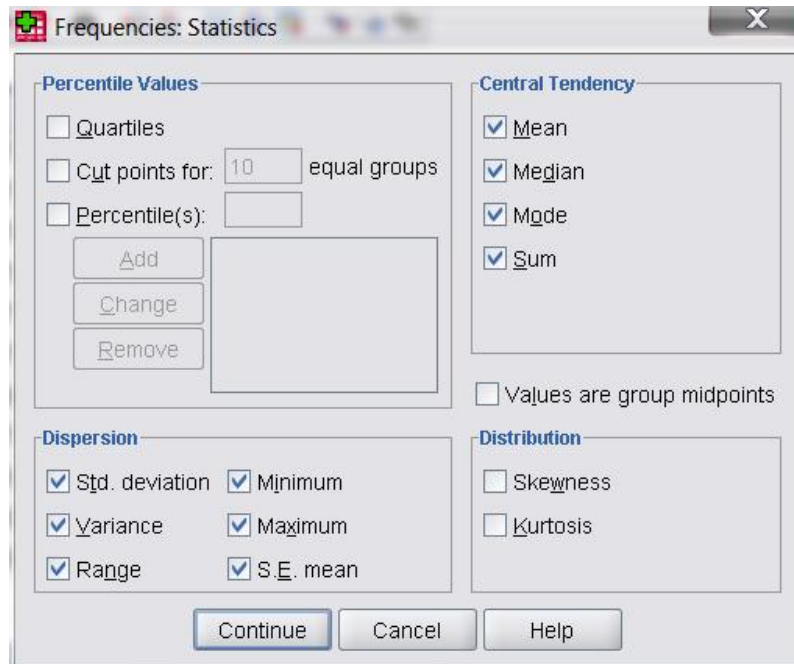 Frequencies: Statistics
X
Percentile Values
Quartiles
Cut points for: 10 equal groups
Percentile(s):
Add
Change
Remove
Central Tendency
Mean
Median
Mode
Sum
Values are group midpoints
Dispersion
Std. deviation Minimum
Variance Maximum
Range S.E. mean
Distribution
Skewness
Kurtosis
Continue Cancel Help